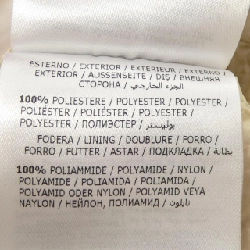 ESTERNO / EXTERIOR / EXTERIEUR / EXTERNO /
EXTERIOR / AUSSENSEITE / DIŞ / ВНЕШНЯЯ
СТОРОНА / الجزء الخارجي /
100% POLIESTERE / POLYESTER / POLYESTER /
POLIÉSTER / POLIÉSTER / POLYESTER /
POLYESTER / ПОЛИЭСТЕР / بوليستر
FODERA / LINING / DOUBLURE / FORRO /
FORRO / FUTTER / ASTAR / ПОДКЛАДКА / بطانة
100% POLIAMMIDE / POLYAMIDE / NYLON /
POLYAMIDE / POLIAMIDA / POLIAMIDA /
POLYAMID ODER NYLON / POLYAMID VEYA
NAYLON / НЕЙЛОН, ПОЛИАМИД / نايلون